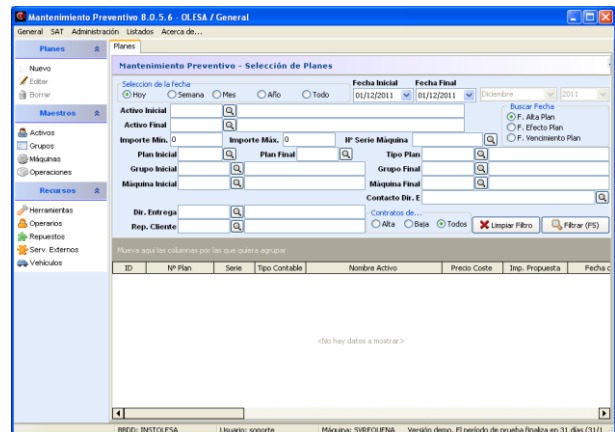 Mantenimiento Preventivo 8.0.5.6 - OLESA / General
General SAT Administración Listados Acerca de...
Planes
Nuevo
Editar
Borrar
Maestros
Activos
Grupos
Máquinas
Operaciones
Recursos
Herramientas
Operarios
Repuestos
Serv. Externos
Vehículos
Planes
Mantenimiento Preventivo - Selección de Planes
Seleccion de la fecha
Hoy Semana Mes Año Todo
Fecha Inicial Fecha Final
01/12/2011 01/12/2011 Diciembre 2011
Buscar Fecha
F. Alta Plan
F. Efecto Plan
F. Vencimiento Plan
Activo Inicial
Activo Final
Importe Mín. 0 Importe Máx. 0 Nº Serie Máquina
Plan Inicial Plan Final Tipo Plan
Grupo Inicial Grupo Final
Máquina Inicial Máquina Final
Contacto Dir. E
Dir. Entrega
Rep. Cliente
Contratos de...
Alta Baja Todos Limpiar Filtro Filtrar (F5)
Mueva aquí las columnas por las que quiera agrupar
ID Nº Plan Serie Tipo Contable Nombre Activo Precio Coste Imp. Propuesta Fecha
<No hay datos a mostrar>
BBDD: INSTOLESA Usuario: soporte Máquina: SVREQUENA Versión demo. El período de prueba finaliza en 31 días (31/1